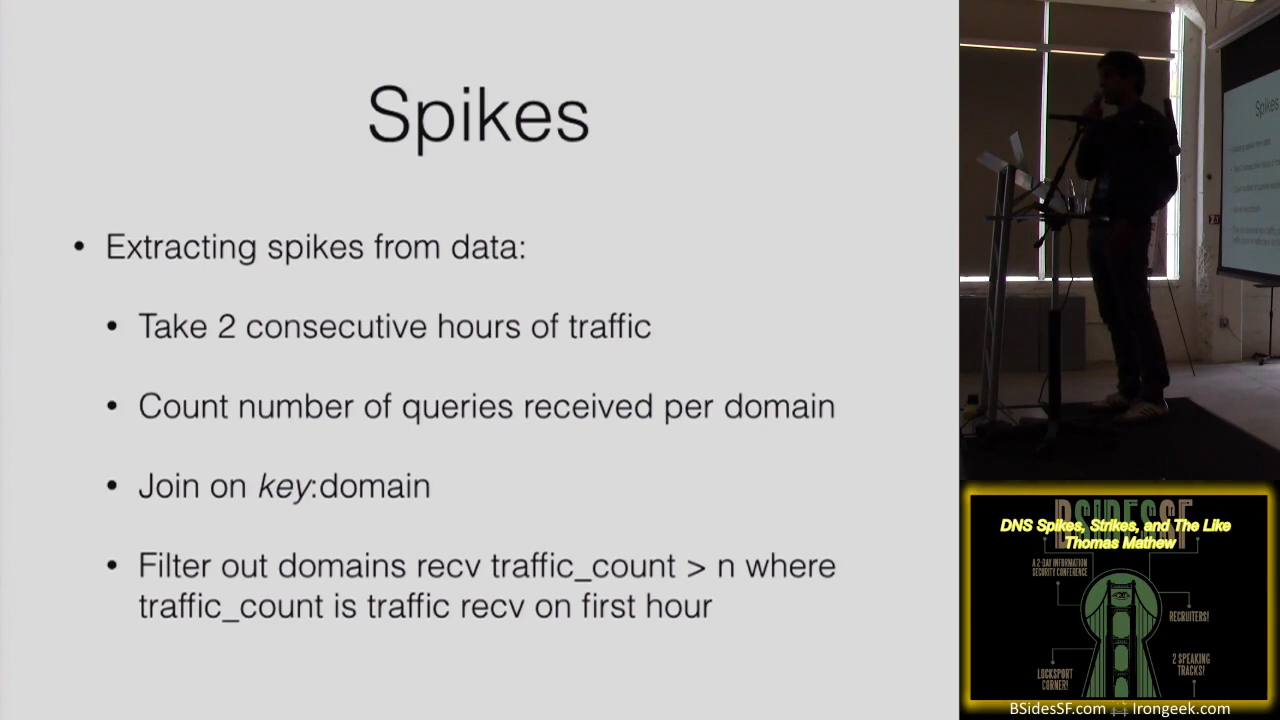 Spikes
• Extracting spikes from data:
• Take 2 consecutive hours of traffic
• Count number of queries received per domain
• Join on key:domain
• Filter out domains recv traffic_count > n where
traffic_count is traffic recv on first hour
Spikes
BSIDESSF
DNS Spikes, Strikes, and The Like
Thomas Mathew
A 2-DAY INFORMATION
SECURITY CONFERENCE
RECRUITERS!
LOCKSPORT
CORNER!
2 SPEAKING
TRACKS!
BSidesSF.com Irongeek.com